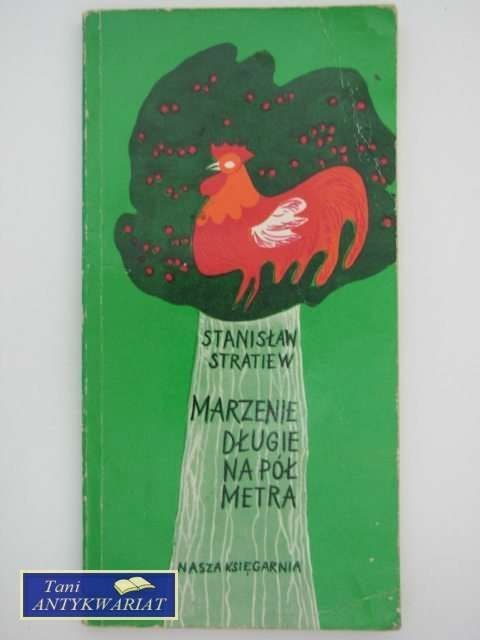 STANISŁAW
STRATIEW
MARZENIE
DŁUGIE
NA PÓŁ
METRA
NASZA KSIĘGARNIA
Tani
ANTYKWARIAT